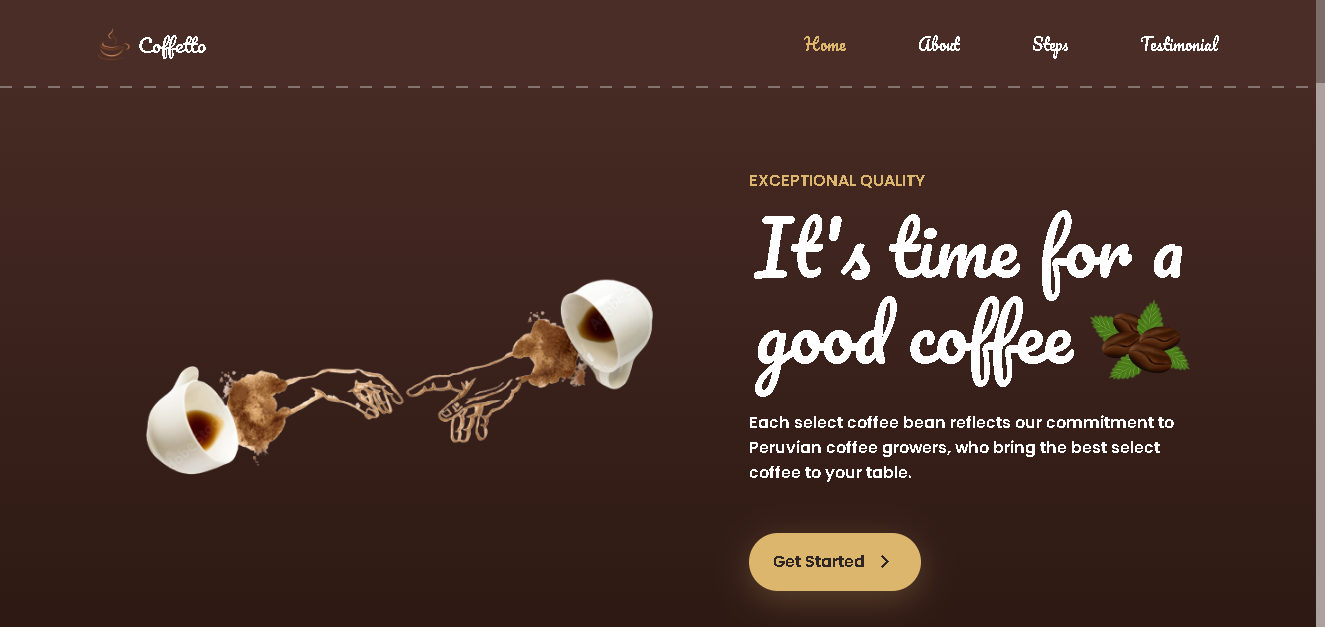 Coffetto
Home About Steps Testimonial
EXCEPTIONAL QUALITY
It's time for a
good coffee
Each select coffee bean reflects our commitment to
Peruvian coffee growers, who bring the best select
coffee to your table.
Get Started